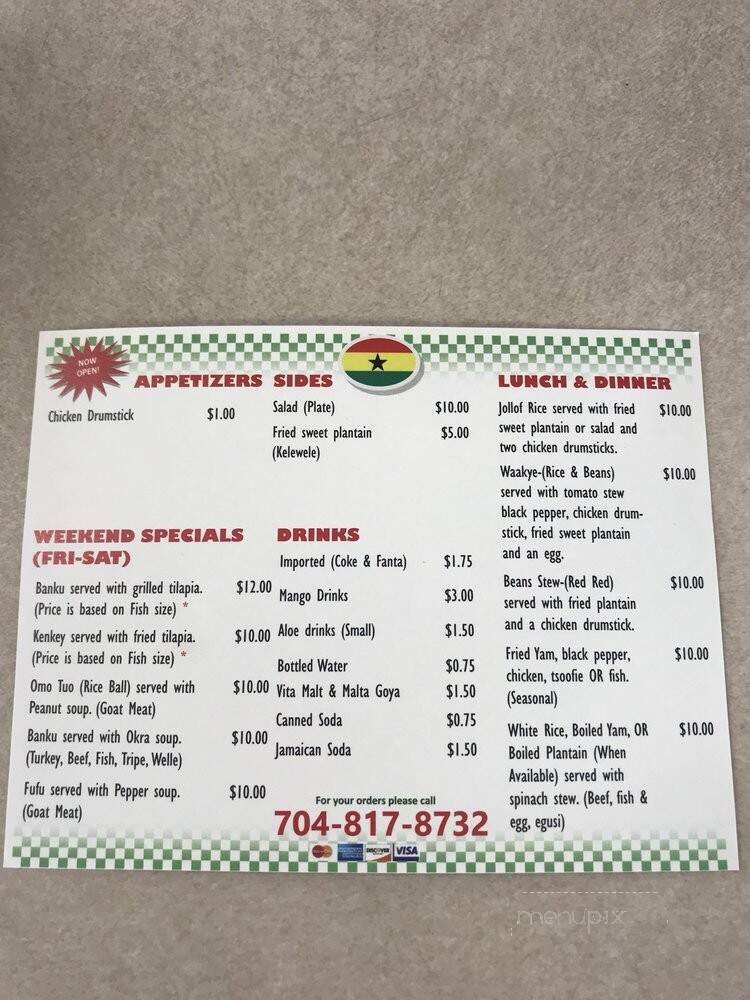 NOW
OPEN!
APPETIZERS
Chicken Drumstick $1.00
SIDES
Salad (Plate) $10.00
Fried sweet plantain $5.00
(Kelewele)
LUNCH & DINNER
Jollof Rice served with fried $10.00
sweet plantain or salad and
two chicken drumsticks.
Waakye-(Rice & Beans) $10.00
served with tomato stew
black pepper, chicken drum-
stick, fried sweet plantain
and an egg.
Beans Stew-(Red Red) $10.00
served with fried plantain
and a chicken drumstick.
Fried Yam, black pepper, $10.00
chicken, tsoofie OR fish.
(Seasonal)
White Rice, Boiled Yam, OR $10.00
Boiled Plantain (When
Available) served with
spinach stew. (Beef, fish &
egg, egusi)
WEEKEND SPECIALS
(FRI-SAT)
Banku served with grilled tilapia. $12.00
(Price is based on Fish size) *
Kenkey served with fried tilapia. $10.00
(Price is based on Fish size) *
Omo Tuo (Rice Ball) served with $10.00
Peanut soup. (Goat Meat)
Banku served with Okra soup. $10.00
(Turkey, Beef, Fish, Tripe, Welle)
Fufu served with Pepper soup. $10.00
(Goat Meat)
DRINKS
Imported (Coke & Fanta) $1.75
Mango Drinks $3.00
Aloe drinks (Small) $1.50
Bottled Water $0.75
Vita Malt & Malta Goya $1.50
Canned Soda $0.75
Jamaican Soda $1.50
For your orders please call
704-817-8732
DISCOVER
VISA
menupix